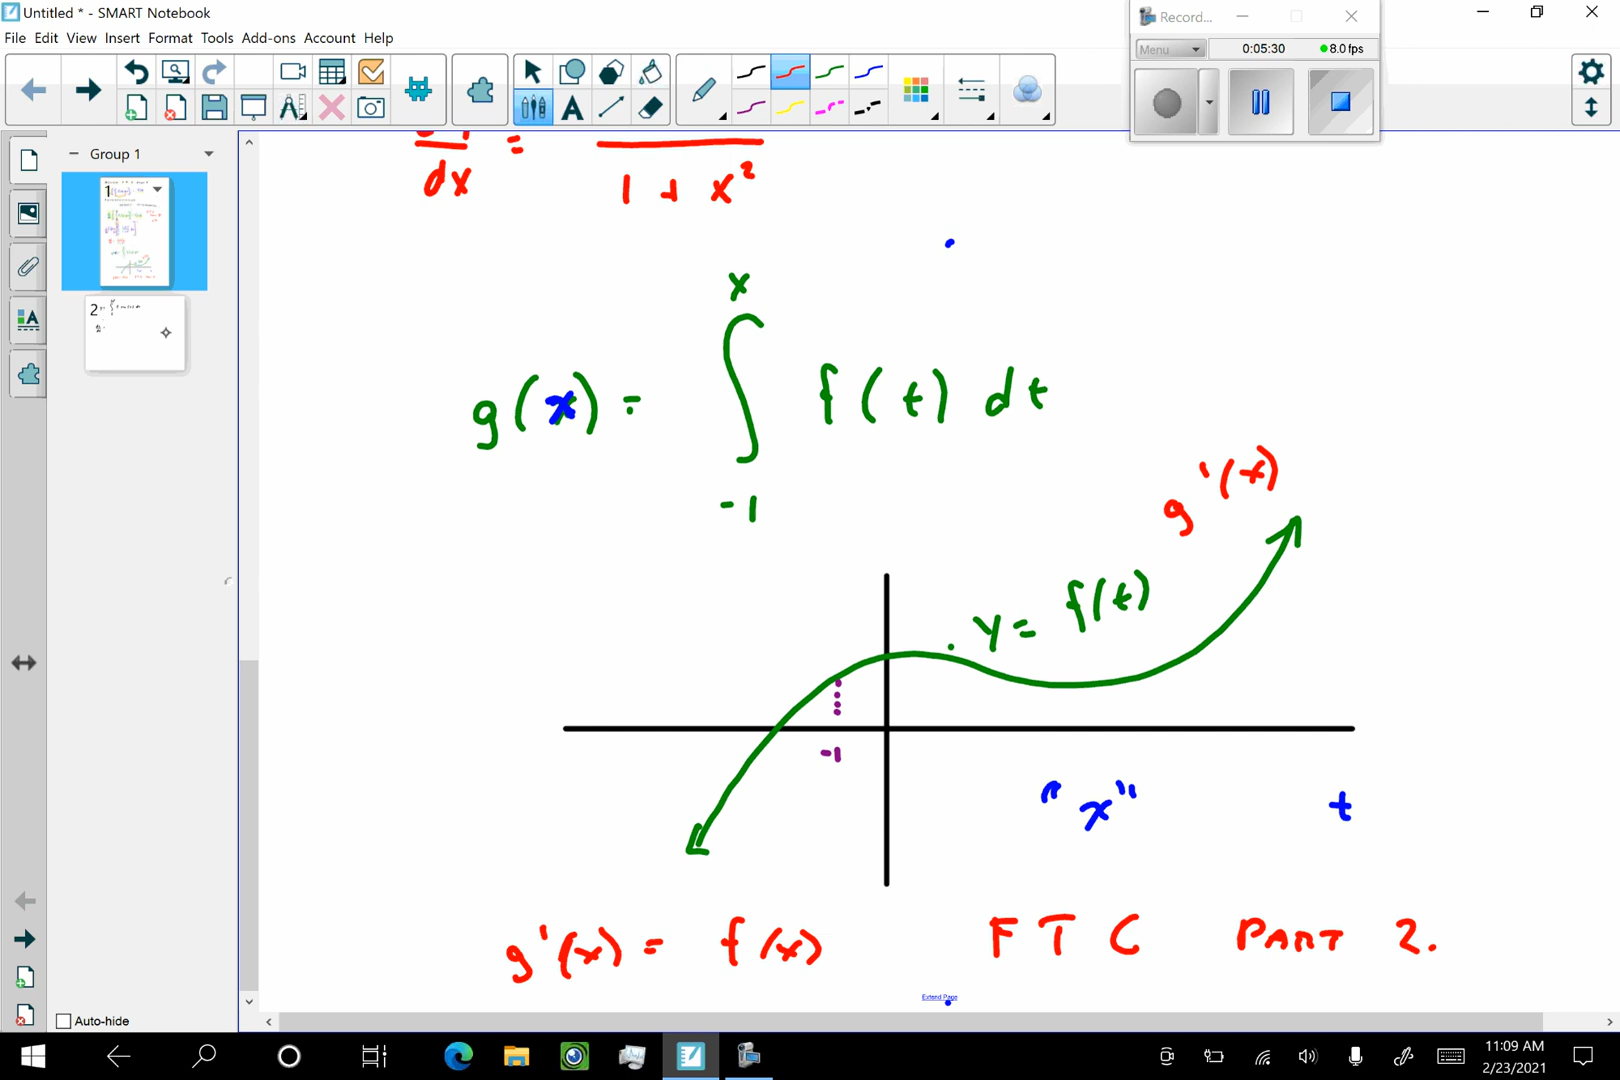 Untitled * - SMART Notebook
File Edit View Insert Format Tools Add-ons Account Help
Record...
Menu
0:05:30
8.0 fps
Group 1
1
2
dx
=
1 + x²
x
g(x) = ∫ f(t) dt
-1
g'(x)
y = f(t)
-1
"x"
t
g'(x) = f(x)
F T C PART 2.
Extend Page
Auto-hide
11:09 AM
2/23/2021